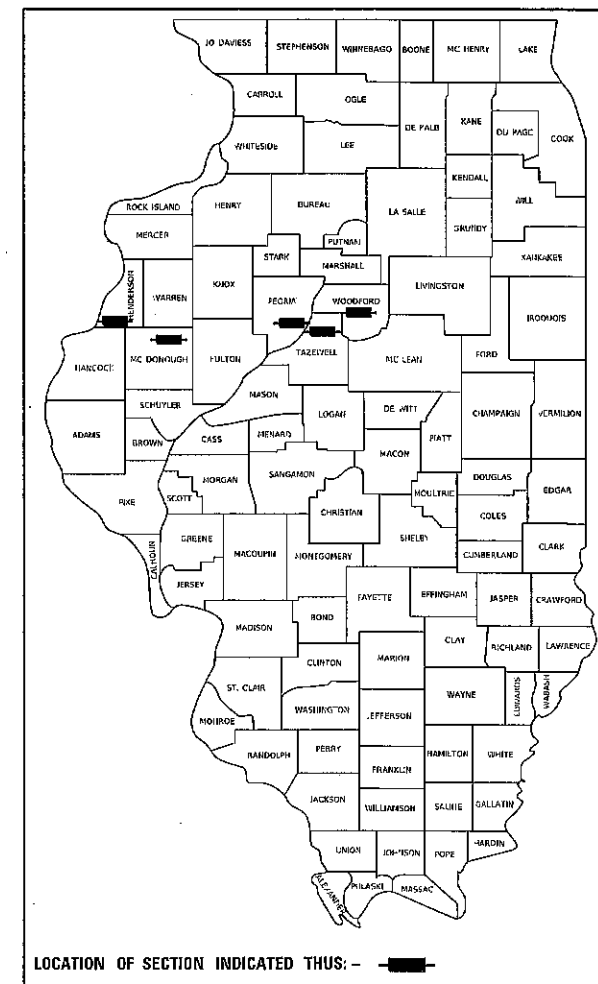 JO DAVIESS STEPHENSON WINNEBAGO BOONE MC HENRY LAKE
CARROLL OGLE DE KALB KANE DU PAGE COOK
WHITESIDE LEE KENDALL WILL
ROCK ISLAND HENRY BUREAU LA SALLE GRUNDY
MERCER PUTNAM KANKAKEE
STARK MARSHALL
HENDERSON WARREN KNOX PEORIA WOODFORD LIVINGSTON IROQUOIS
HANCOCK MC DONOUGH FULTON TAZEWELL MC LEAN FORD
SCHUYLER MASON LOGAN DE WITT CHAMPAIGN VERMILION
ADAMS BROWN CASS MENARD MACON PIATT
PIKE SCOTT MORGAN SANGAMON CHRISTIAN MOULTRIE DOUGLAS EDGAR
COLES
CALHOUN GREENE MACOUPIN MONTGOMERY SHELBY CUMBERLAND CLARK
JERSEY FAYETTE EFFINGHAM JASPER CRAWFORD
MADISON BOND CLAY RICHLAND LAWRENCE
ST. CLAIR CLINTON MARION WAYNE EDWARDS WABASH
MONROE WASHINGTON JEFFERSON
RANDOLPH PERRY FRANKLIN HAMILTON WHITE
JACKSON WILLIAMSON SALINE GALLATIN
UNION JOHNSON POPE HARDIN
ALEXANDER PULASKI MASSAC
LOCATION OF SECTION INDICATED THUS: -